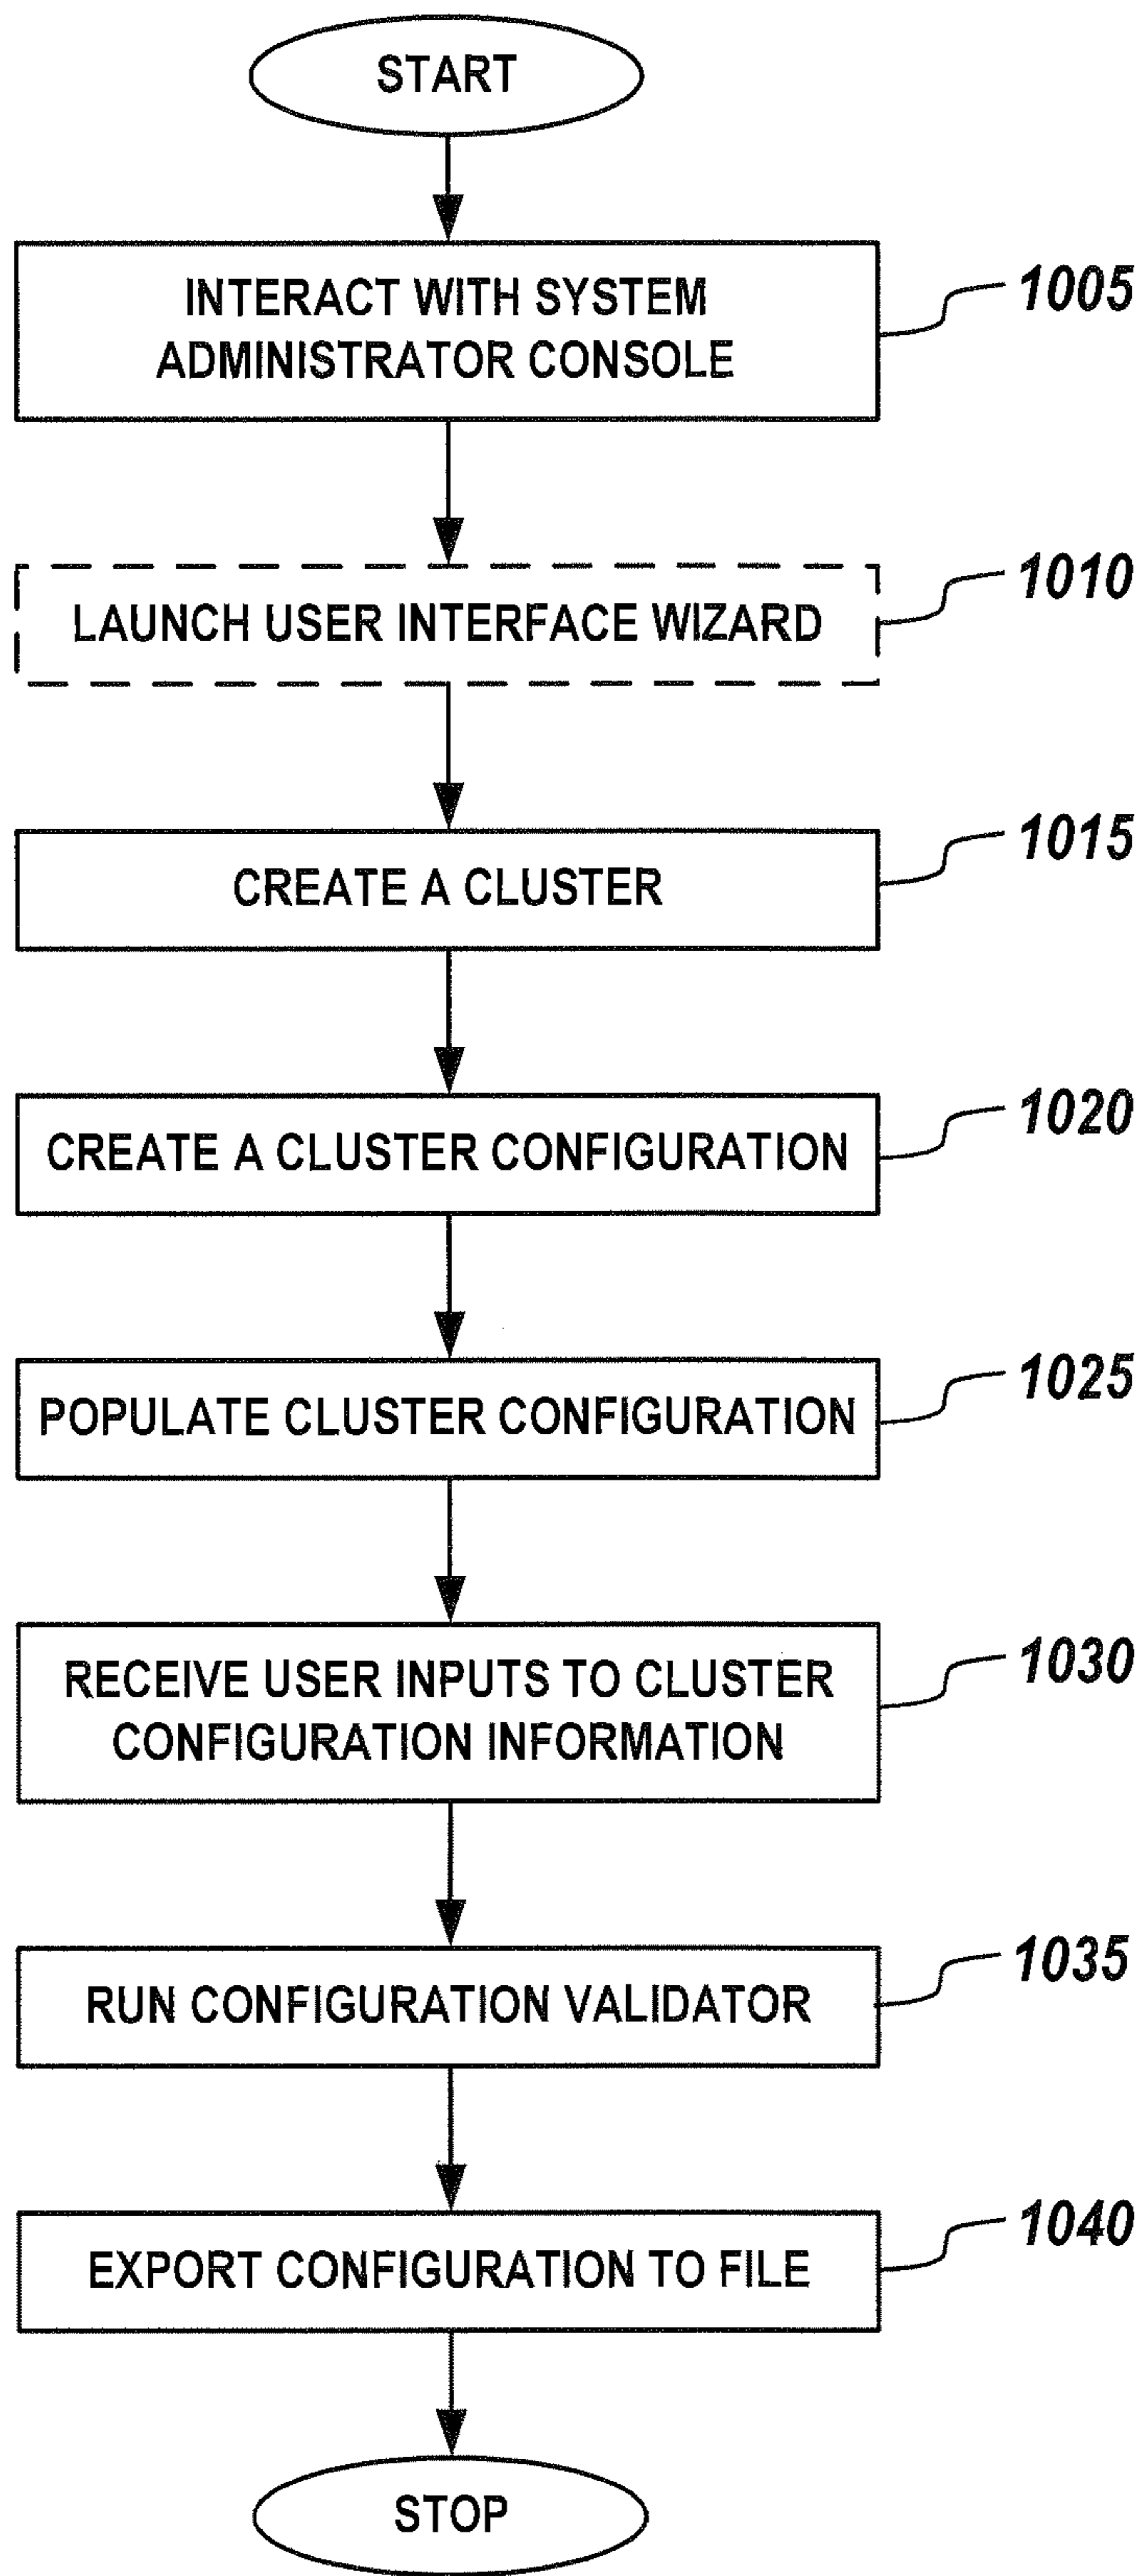 START
INTERACT WITH SYSTEM
ADMINISTRATOR CONSOLE
1005
LAUNCH USER INTERFACE WIZARD
1010
CREATE A CLUSTER
1015
CREATE A CLUSTER CONFIGURATION
1020
POPULATE CLUSTER CONFIGURATION
1025
RECEIVE USER INPUTS TO CLUSTER
CONFIGURATION INFORMATION
1030
RUN CONFIGURATION VALIDATOR
1035
EXPORT CONFIGURATION TO FILE
1040
STOP